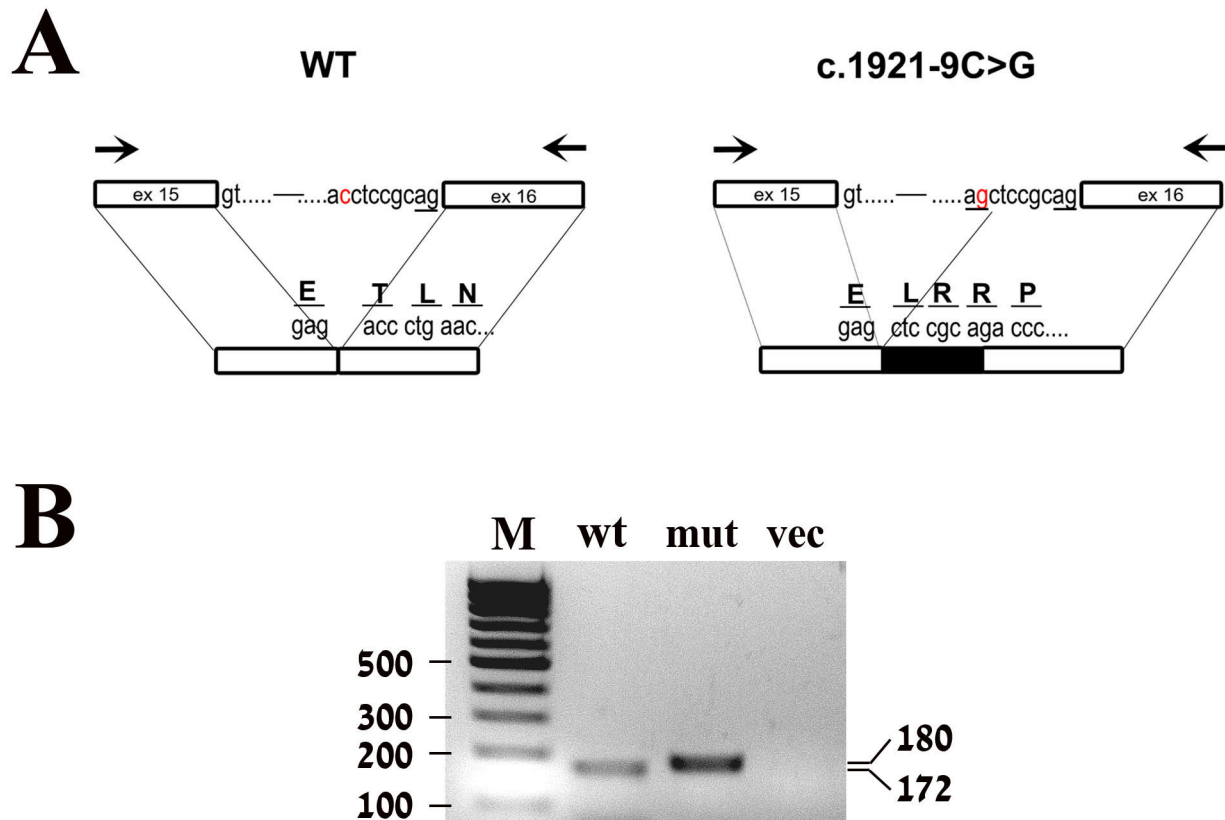 A
WT c.1921-9C>G
ex 15 gt.....—.....acctccgcag ex 16 ex 15 gt.....— .....agctccgcag ex 16
E T L N E L R R P
gag acc ctg aac... gag ctc cgc aga ccc....
B
M wt mut vec
500
300
200
100
180
172